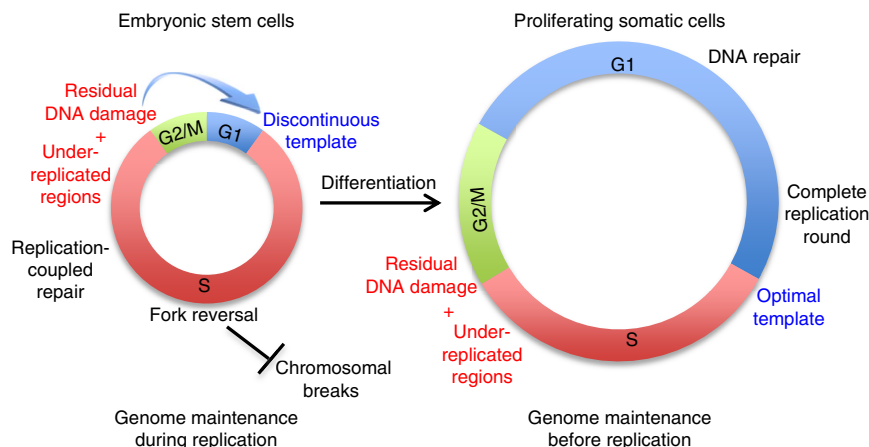 Embryonic stem cells
Residual
DNA damage
+
Under-
replicated
regions
G2/M
G1
Discontinuous
template
Replication-
coupled
repair
S
Fork reversal
Chromosomal
breaks
Genome maintenance
during replication
Differentiation
Proliferating somatic cells
G1
DNA repair
G2/M
Complete
replication
round
Residual
DNA damage
+
Under-
replicated
regions
S
Optimal
template
Genome maintenance
before replication